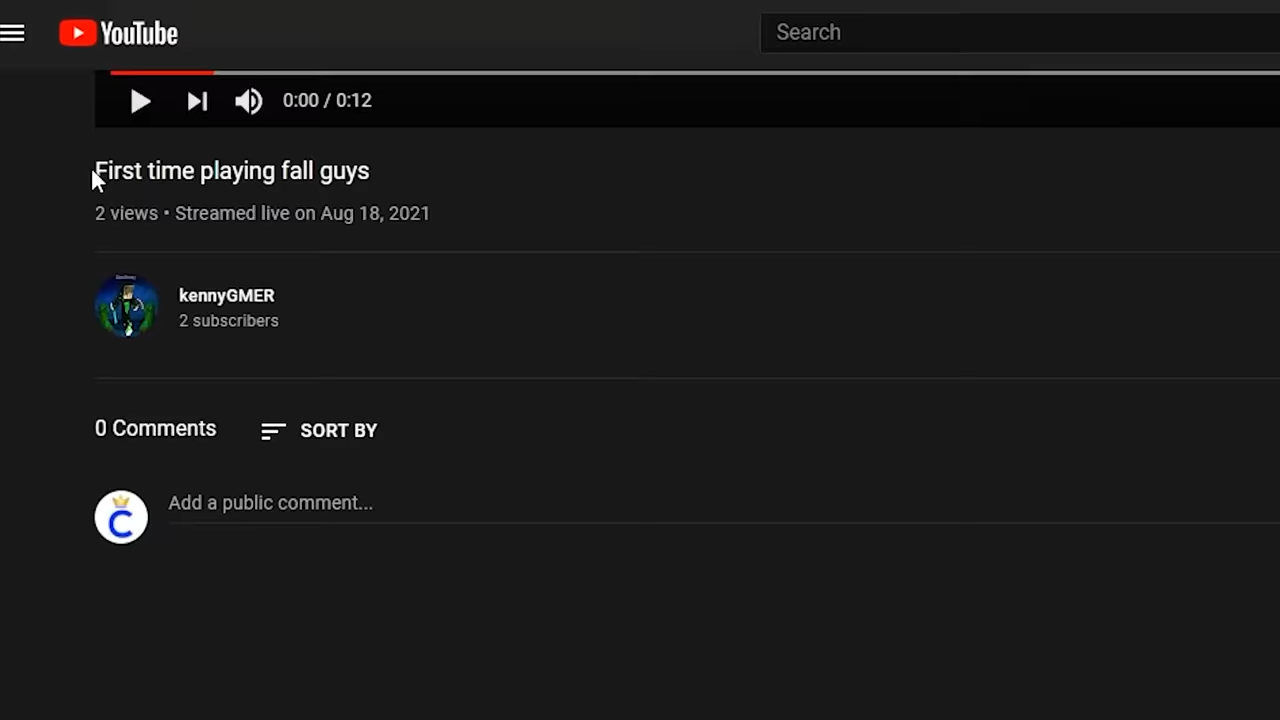 YouTube
Search
0:00 / 0:12
First time playing fall guys
2 views • Streamed live on Aug 18, 2021
kennyGMER
2 subscribers
0 Comments
SORT BY
C
Add a public comment...